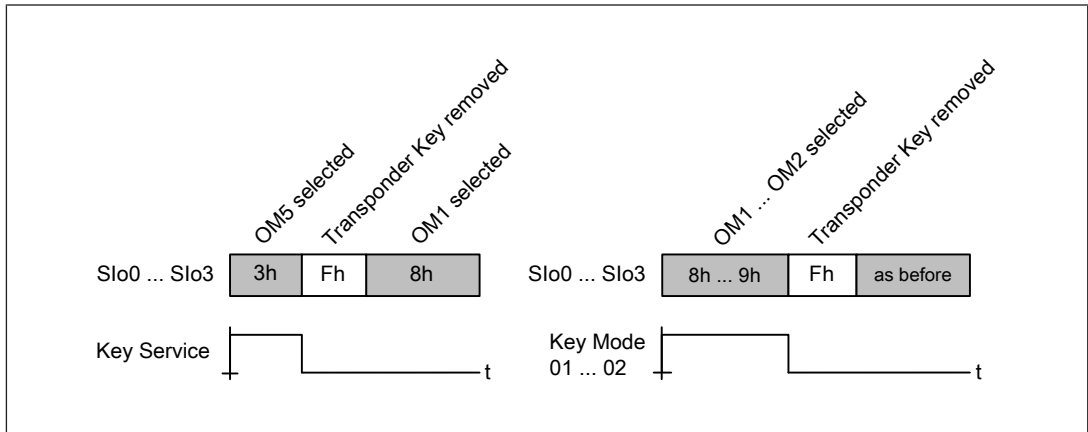 OM5 selected
Transponder Key removed
OM1 selected
SIo0 ... SIo3
3h
Fh
8h
Key Service
t
OM1 ... OM2 selected
Transponder Key removed
SIo0 ... SIo3
8h ... 9h
Fh
as before
Key Mode
01 ... 02
t